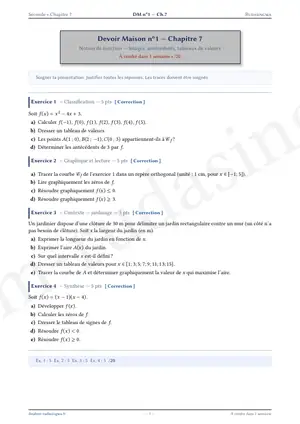 Seconde • Chapitre 7 DM n°1 — Ch.7
Devoir Maison n°1 — Chapitre 7
Notion de fonction — Images, antécédents, tableaux de valeurs
À rendre dans 1 semaine • /20
Soigner la présentation. Justifier toutes les réponses. Les traces doivent être soignés
Exercice 1 – Classification – 5 pts [ Correction ]
Soit f(x) = x² − 4x + 3.
a) Calculer f(−1), f(0), f(1), f(2), f(3), f(4), f(5).
b) Dresser un tableau de valeurs.
c) Les points A(1 ; 0), B(2 ; −1), C(0 ; 3) appartiennent-ils à 𝒞f ?
d) Déterminer les antécédents de 3 par f.
Exercice 2 – Graphique et lecture – 5 pts [ Correction ]
a) Tracer la courbe 𝒞f de l'exercice 1 dans un repère orthogonal (unité : 1 cm, pour x ∈ [−1; 5]).
b) Lire graphiquement les zéros de f.
c) Résoudre graphiquement f(x) ≤ 0.
d) Résoudre graphiquement f(x) ≥ 3.
Exercice 3 – 5 pts [ Correction ]
Un jardinier dispose d'une clôture de 30 m pour délimiter un jardin rectangulaire contre un mur (un côté n'a
pas besoin de clôture). Soit x la largeur du jardin (en m).
a) Exprimer la longueur du jardin en fonction de x.
b) Exprimer l'aire A(x) du jardin.
c) Sur quel intervalle x est-il défini ?
d) Dresser un tableau de valeurs pour x ∈ {1; 3; 5; 7; 9; 11; 13; 15}.
e) Tracer la courbe de A et déterminer graphiquement la valeur de x qui maximise l'aire.
Exercice 4 – Synthèse – 5 pts [ Correction ]
Soit f(x) = (x − 1)(x − 4).
a) Développer f(x).
b) Calculer les zéros de f.
c) Dresser le tableau de signes de f.
d) Résoudre f(x) < 0.
e) Résoudre f(x) ≥ 0.
Ex. 1 : 5 Ex. 2 : 5 Ex. 3 : 5 Ex. 4 : 5 /20
– 1 –